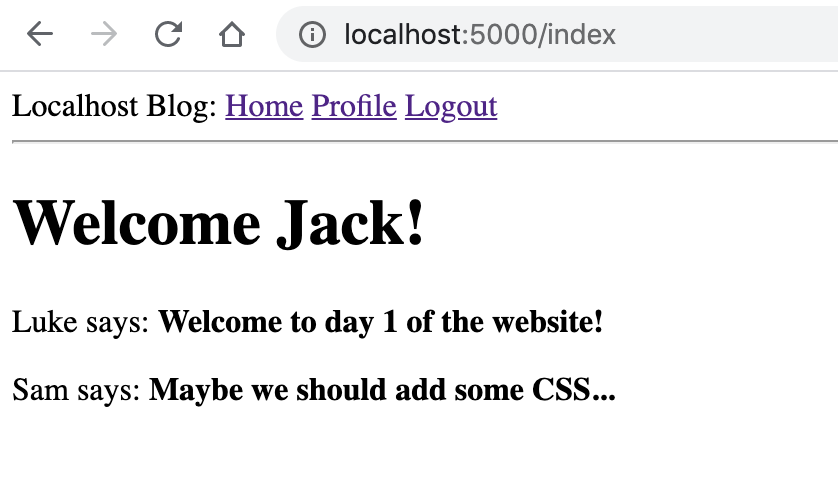 localhost:5000/index
Localhost Blog: Home Profile Logout
Welcome Jack!
Luke says: Welcome to day 1 of the website!
Sam says: Maybe we should add some CSS...